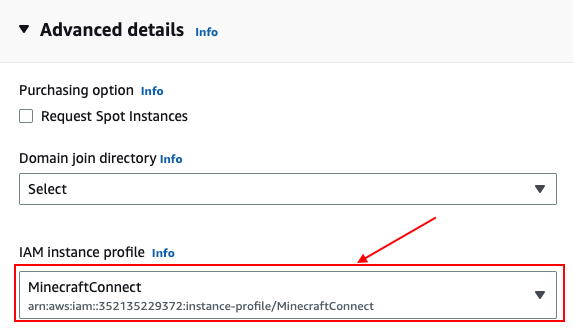 Advanced details Info
Purchasing option Info
Request Spot Instances
Domain join directory Info
Select
IAM instance profile Info
MinecraftConnect
arn:aws:iam::352135229372:instance-profile/MinecraftConnect